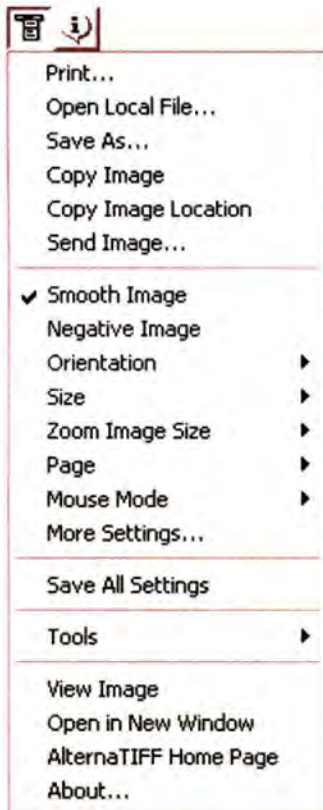 Print...
Open Local File...
Save As...
Copy Image
Copy Image Location
Send Image...
Smooth Image
Negative Image
Orientation
Size
Zoom Image Size
Page
Mouse Mode
More Settings...
Save All Settings
Tools
View Image
Open in New Window
AlternaTIFF Home Page
About...